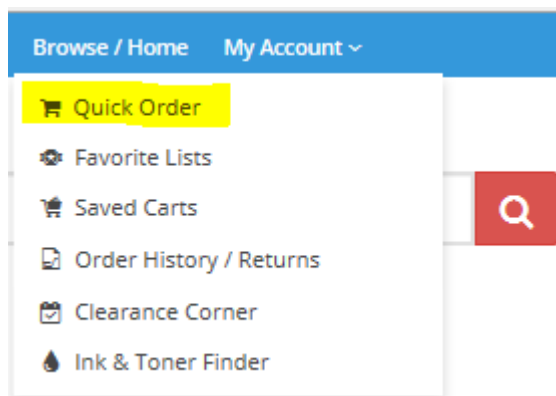 Browse / Home My Account
Quick Order
Favorite Lists
Saved Carts
Order History / Returns
Clearance Corner
Ink & Toner Finder